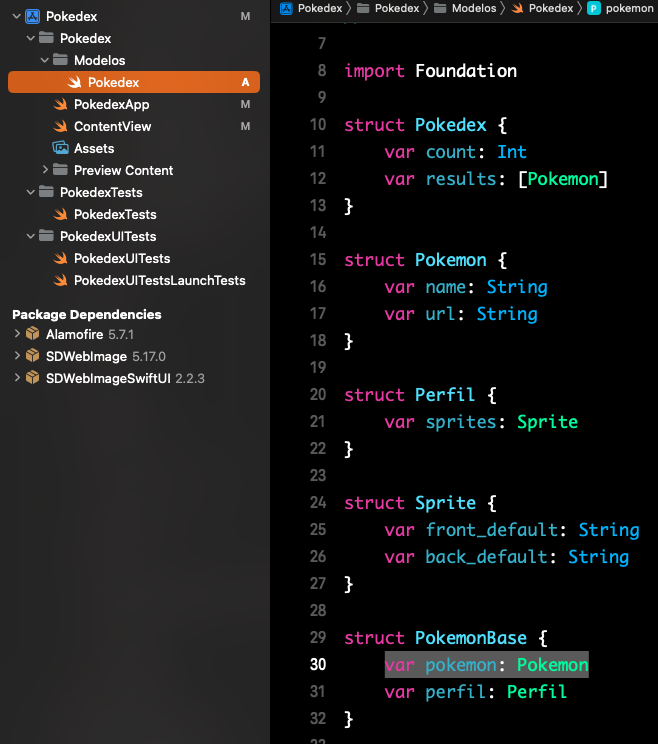 Pokedex M
Pokedex
Modelos
Pokedex A
PokedexApp M
ContentView M
Assets
Preview Content
PokedexTests
PokedexTests
PokedexUITests
PokedexUITests
PokedexUITestsLaunchTests
Package Dependencies
Alamofire 5.7.1
SDWebImage 5.17.0
SDWebImageSwiftUI 2.2.3
Pokedex > Pokedex > Modelos > Pokedex > P pokemon
7
8 import Foundation
9
10 struct Pokedex {
11 var count: Int
12 var results: [Pokemon]
13 }
14
15 struct Pokemon {
16 var name: String
17 var url: String
18 }
19
20 struct Perfil {
21 var sprites: Sprite
22 }
23
24 struct Sprite {
25 var front_default: String
26 var back_default: String
27 }
28
29 struct PokemonBase {
30 var pokemon: Pokemon
31 var perfil: Perfil
32 }